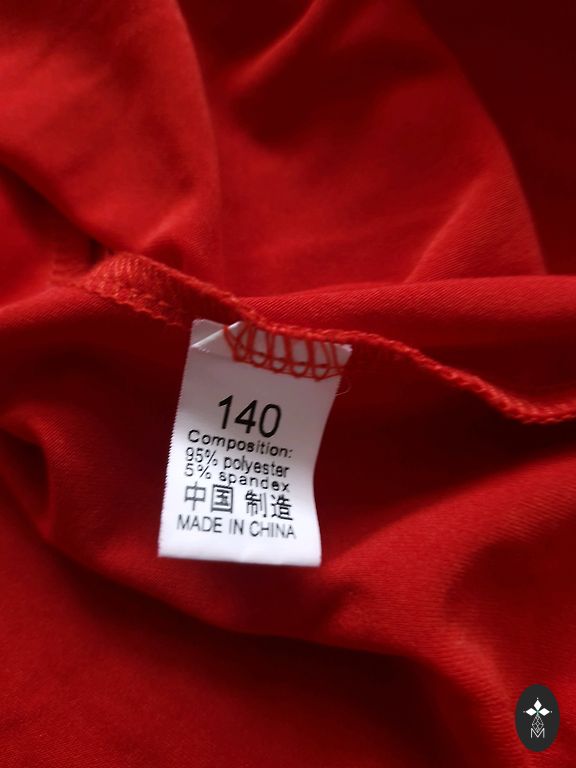 140
Composition:
95% polyester
5% spandex
中国 制造
MADE IN CHINA
M